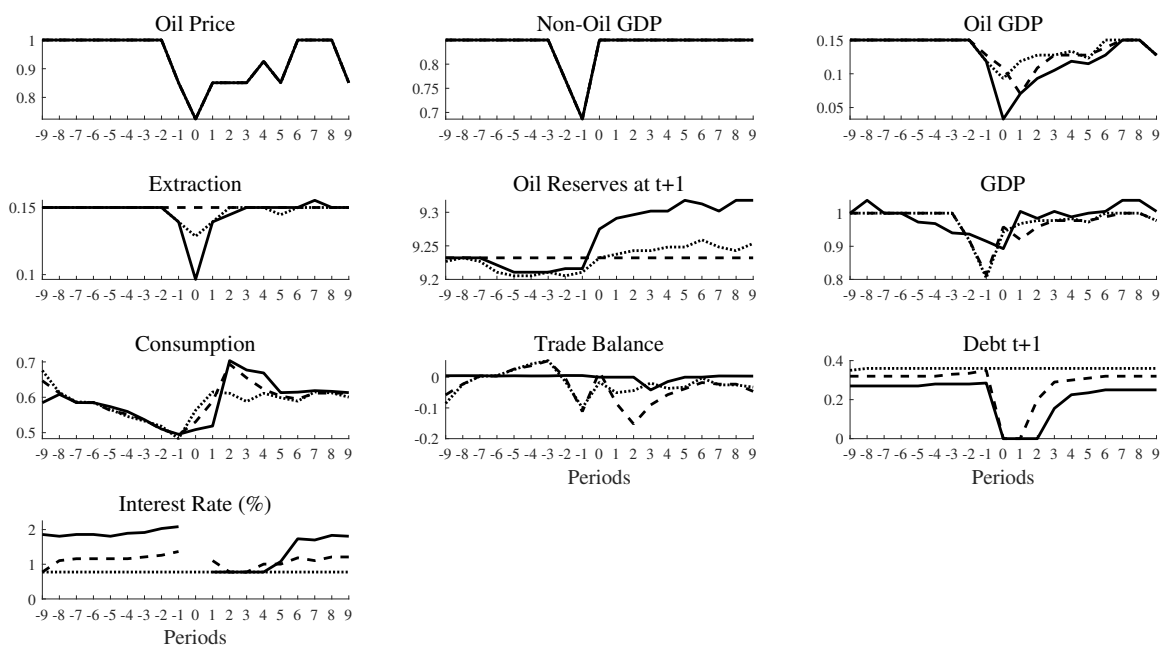 Oil Price
1
0.9
0.8
-9 -8 -7 -6 -5 -4 -3 -2 -1 0 1 2 3 4 5 6 7 8 9
Non-Oil GDP
0.8
0.75
0.7
-9 -8 -7 -6 -5 -4 -3 -2 -1 0 1 2 3 4 5 6 7 8 9
Oil GDP
0.15
0.1
0.05
-9 -8 -7 -6 -5 -4 -3 -2 -1 0 1 2 3 4 5 6 7 8 9
Extraction
0.15
0.1
-9 -8 -7 -6 -5 -4 -3 -2 -1 0 1 2 3 4 5 6 7 8 9
Oil Reserves at t+1
9.3
9.25
9.2
-9 -8 -7 -6 -5 -4 -3 -2 -1 0 1 2 3 4 5 6 7 8 9
GDP
1
0.9
0.8
-9 -8 -7 -6 -5 -4 -3 -2 -1 0 1 2 3 4 5 6 7 8 9
Consumption
0.7
0.6
0.5
-9 -8 -7 -6 -5 -4 -3 -2 -1 0 1 2 3 4 5 6 7 8 9
Trade Balance
0
-0.1
-0.2
-9 -8 -7 -6 -5 -4 -3 -2 -1 0 1 2 3 4 5 6 7 8 9
Periods
Debt t+1
0.4
0.2
0
-9 -8 -7 -6 -5 -4 -3 -2 -1 0 1 2 3 4 5 6 7 8 9
Periods
Interest Rate (%)
2
1
0
-9 -8 -7 -6 -5 -4 -3 -2 -1 0 1 2 3 4 5 6 7 8 9
Periods